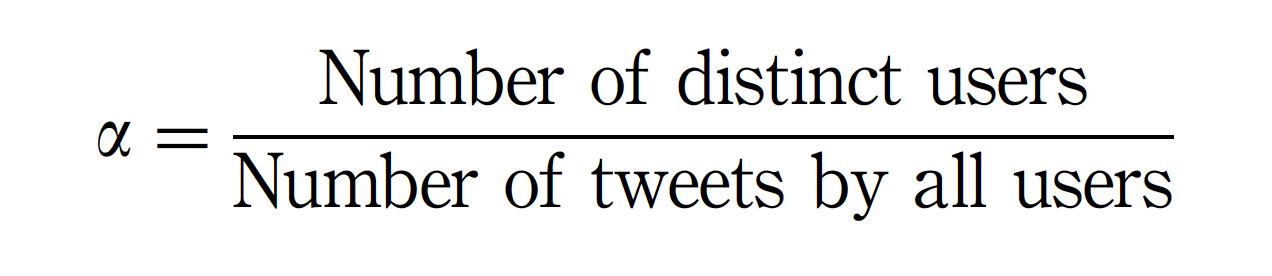 α = Number of distinct users
Number of tweets by all users